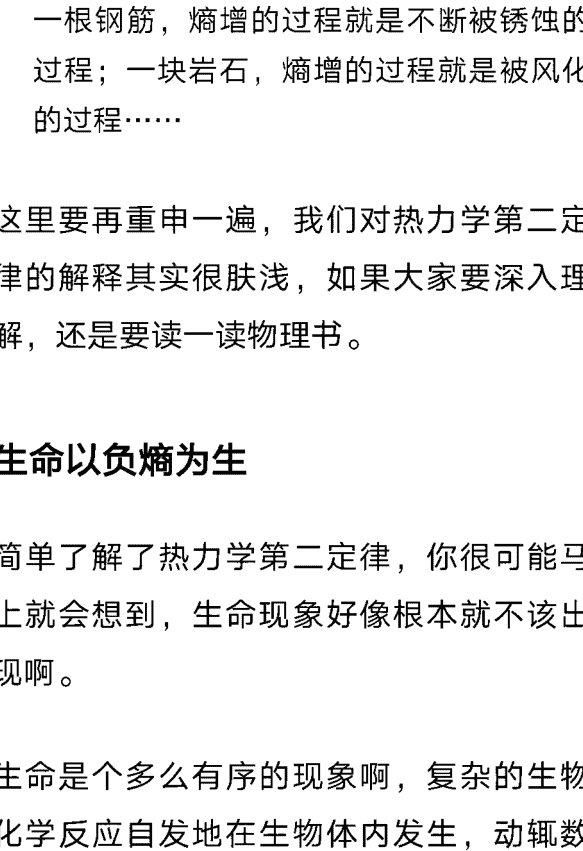 一根钢筋，熵增的过程就是不断被锈蚀的
过程；一块岩石，熵增的过程就是被风化
的过程……
这里要再重申一遍，我们对热力学第二定
律的解释其实很肤浅，如果大家要深入理
解，还是要读一读物理书。
生命以负熵为生
简单了解了热力学第二定律，你很可能马
上就会想到，生命现象好像根本就不该出
现啊。
生命是个多么有序的现象啊，复杂的生物
化学反应自发地在生物体内发生，动辄数